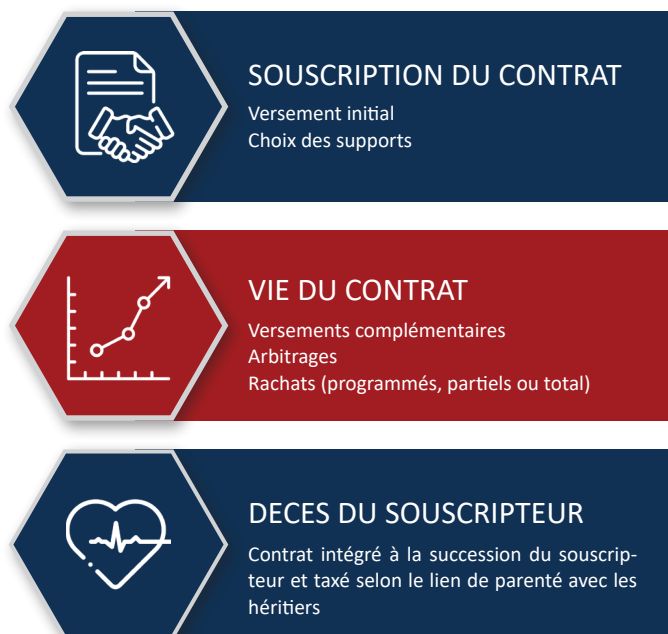 SOUSCRIPTION DU CONTRAT
Versement initial
Choix des supports
VIE DU CONTRAT
Versements complémentaires
Arbitrages
Rachats (programmés, partiels ou total)
DECES DU SOUSCRIPTEUR
Contrat intégré à la succession du souscrip-
teur et taxé selon le lien de parenté avec les
héritiers